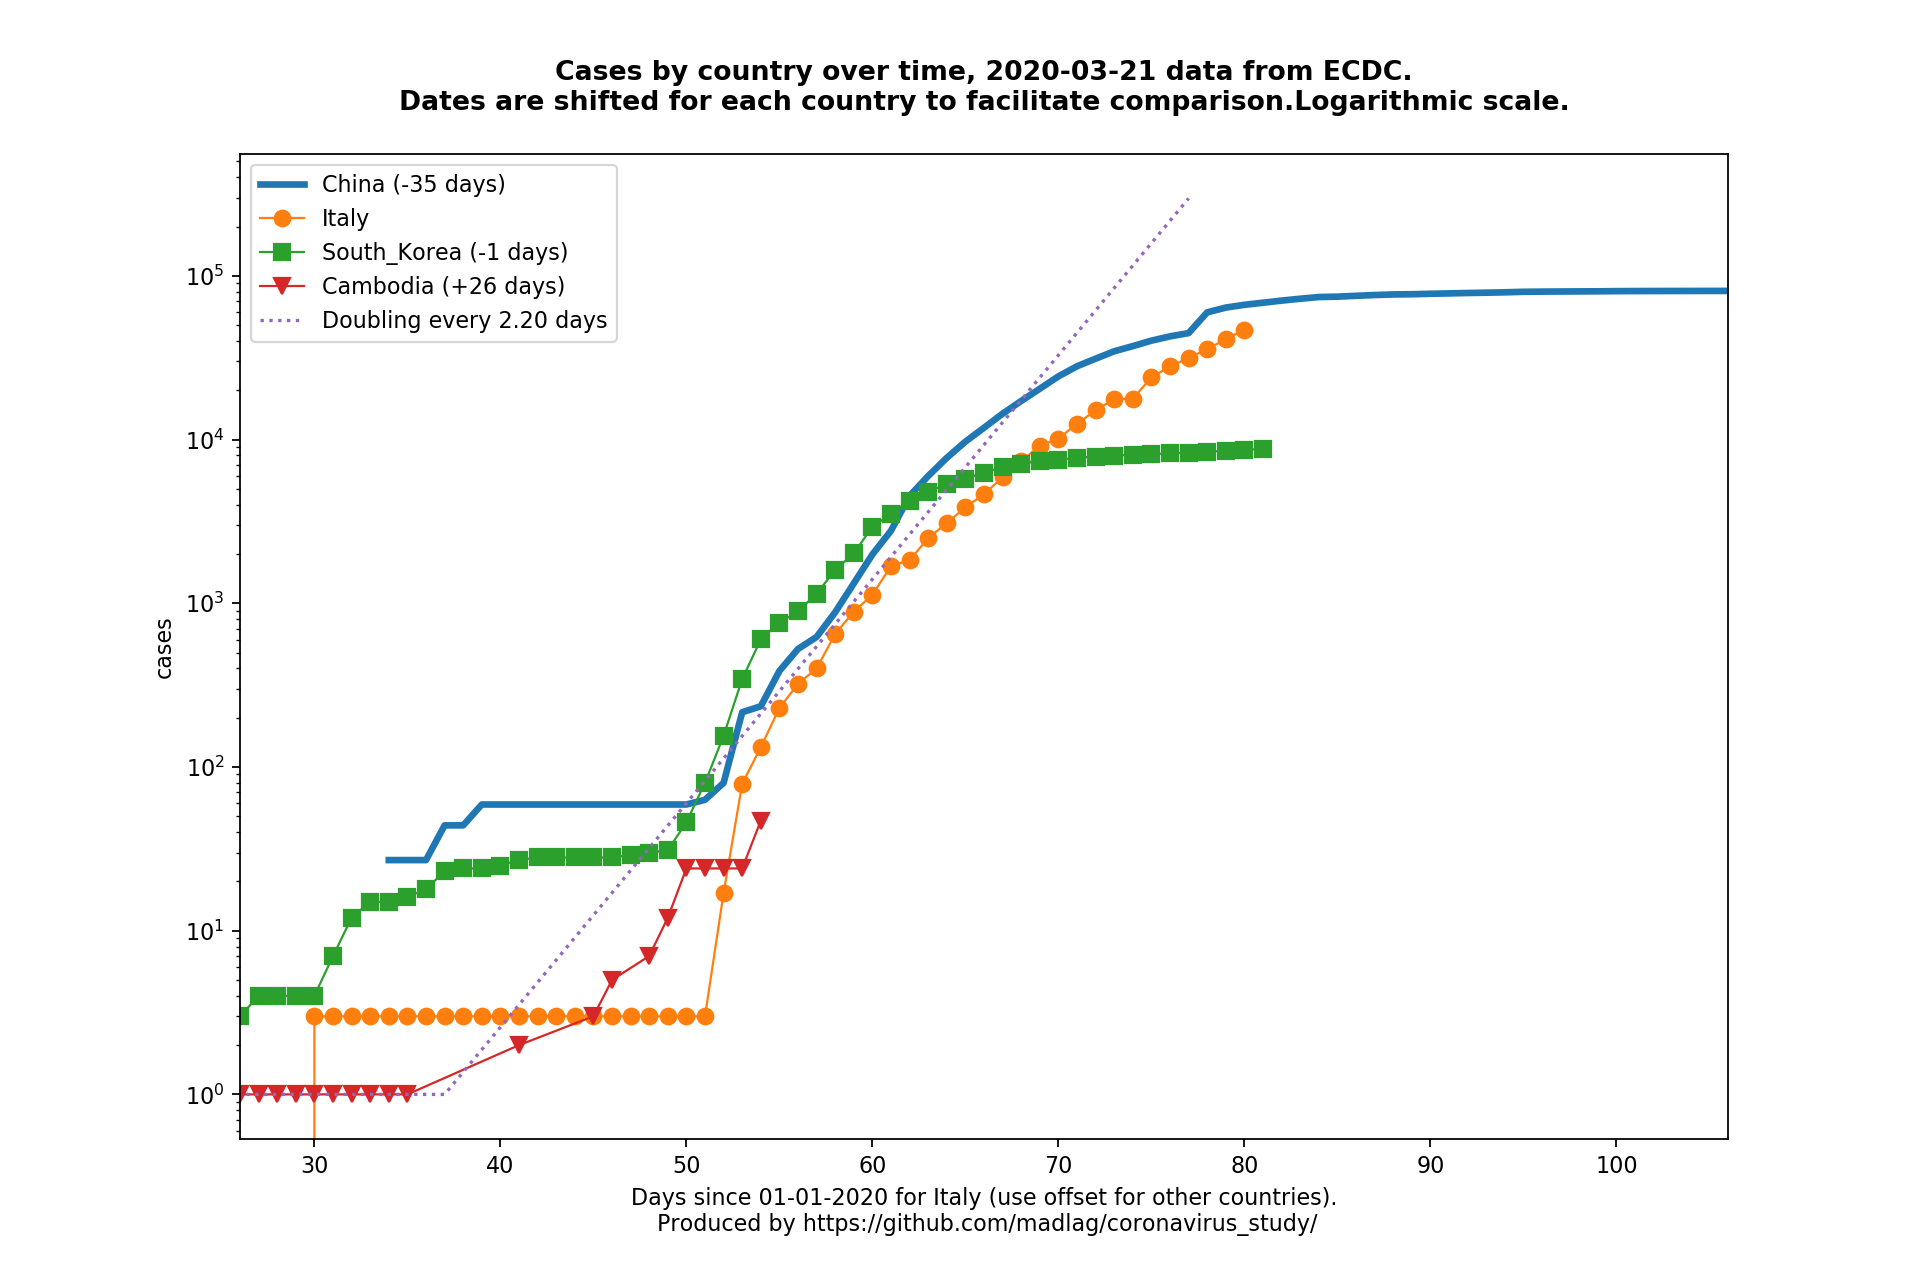 Cases by country over time, 2020-03-21 data from ECDC.
Dates are shifted for each country to facilitate comparison.Logarithmic scale.
China (-35 days)
Italy
South_Korea (-1 days)
Cambodia (+26 days)
Doubling every 2.20 days
10^5
10^4
10^3
10^2
10^1
10^0
cases
30 40 50 60 70 80 90 100
Days since 01-01-2020 for Italy (use offset for other countries).
Produced by https://github.com/madlag/coronavirus_study/